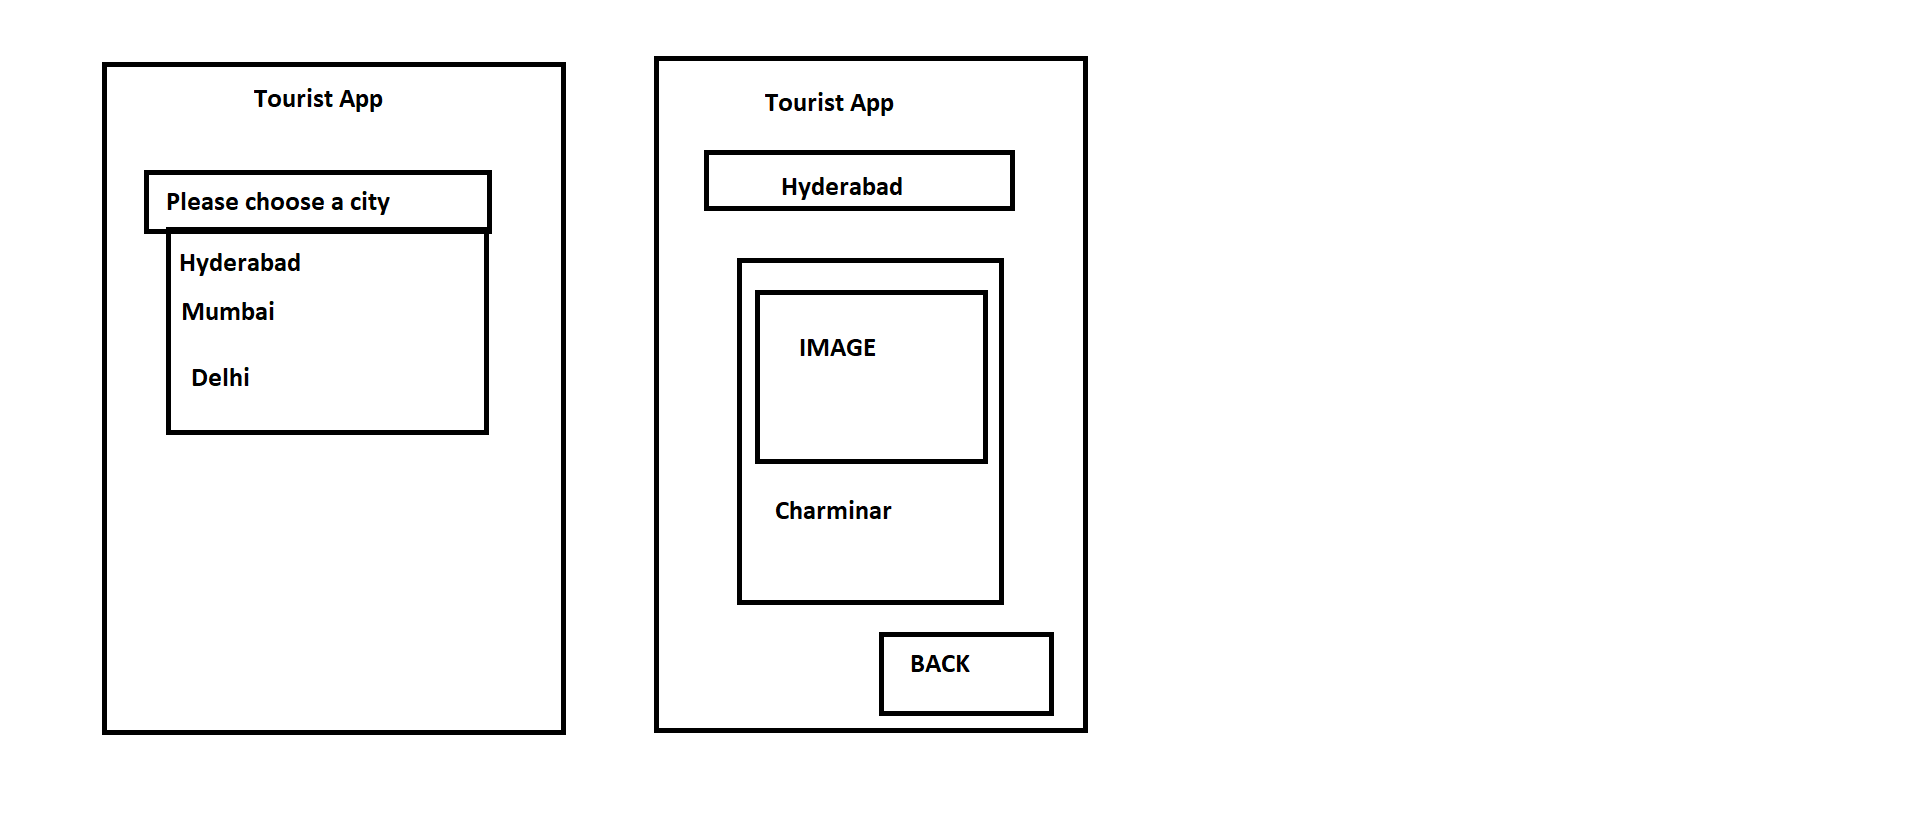 Tourist App
Please choose a city
Hyderabad
Mumbai
Delhi
Tourist App
Hyderabad
IMAGE
Charminar
BACK